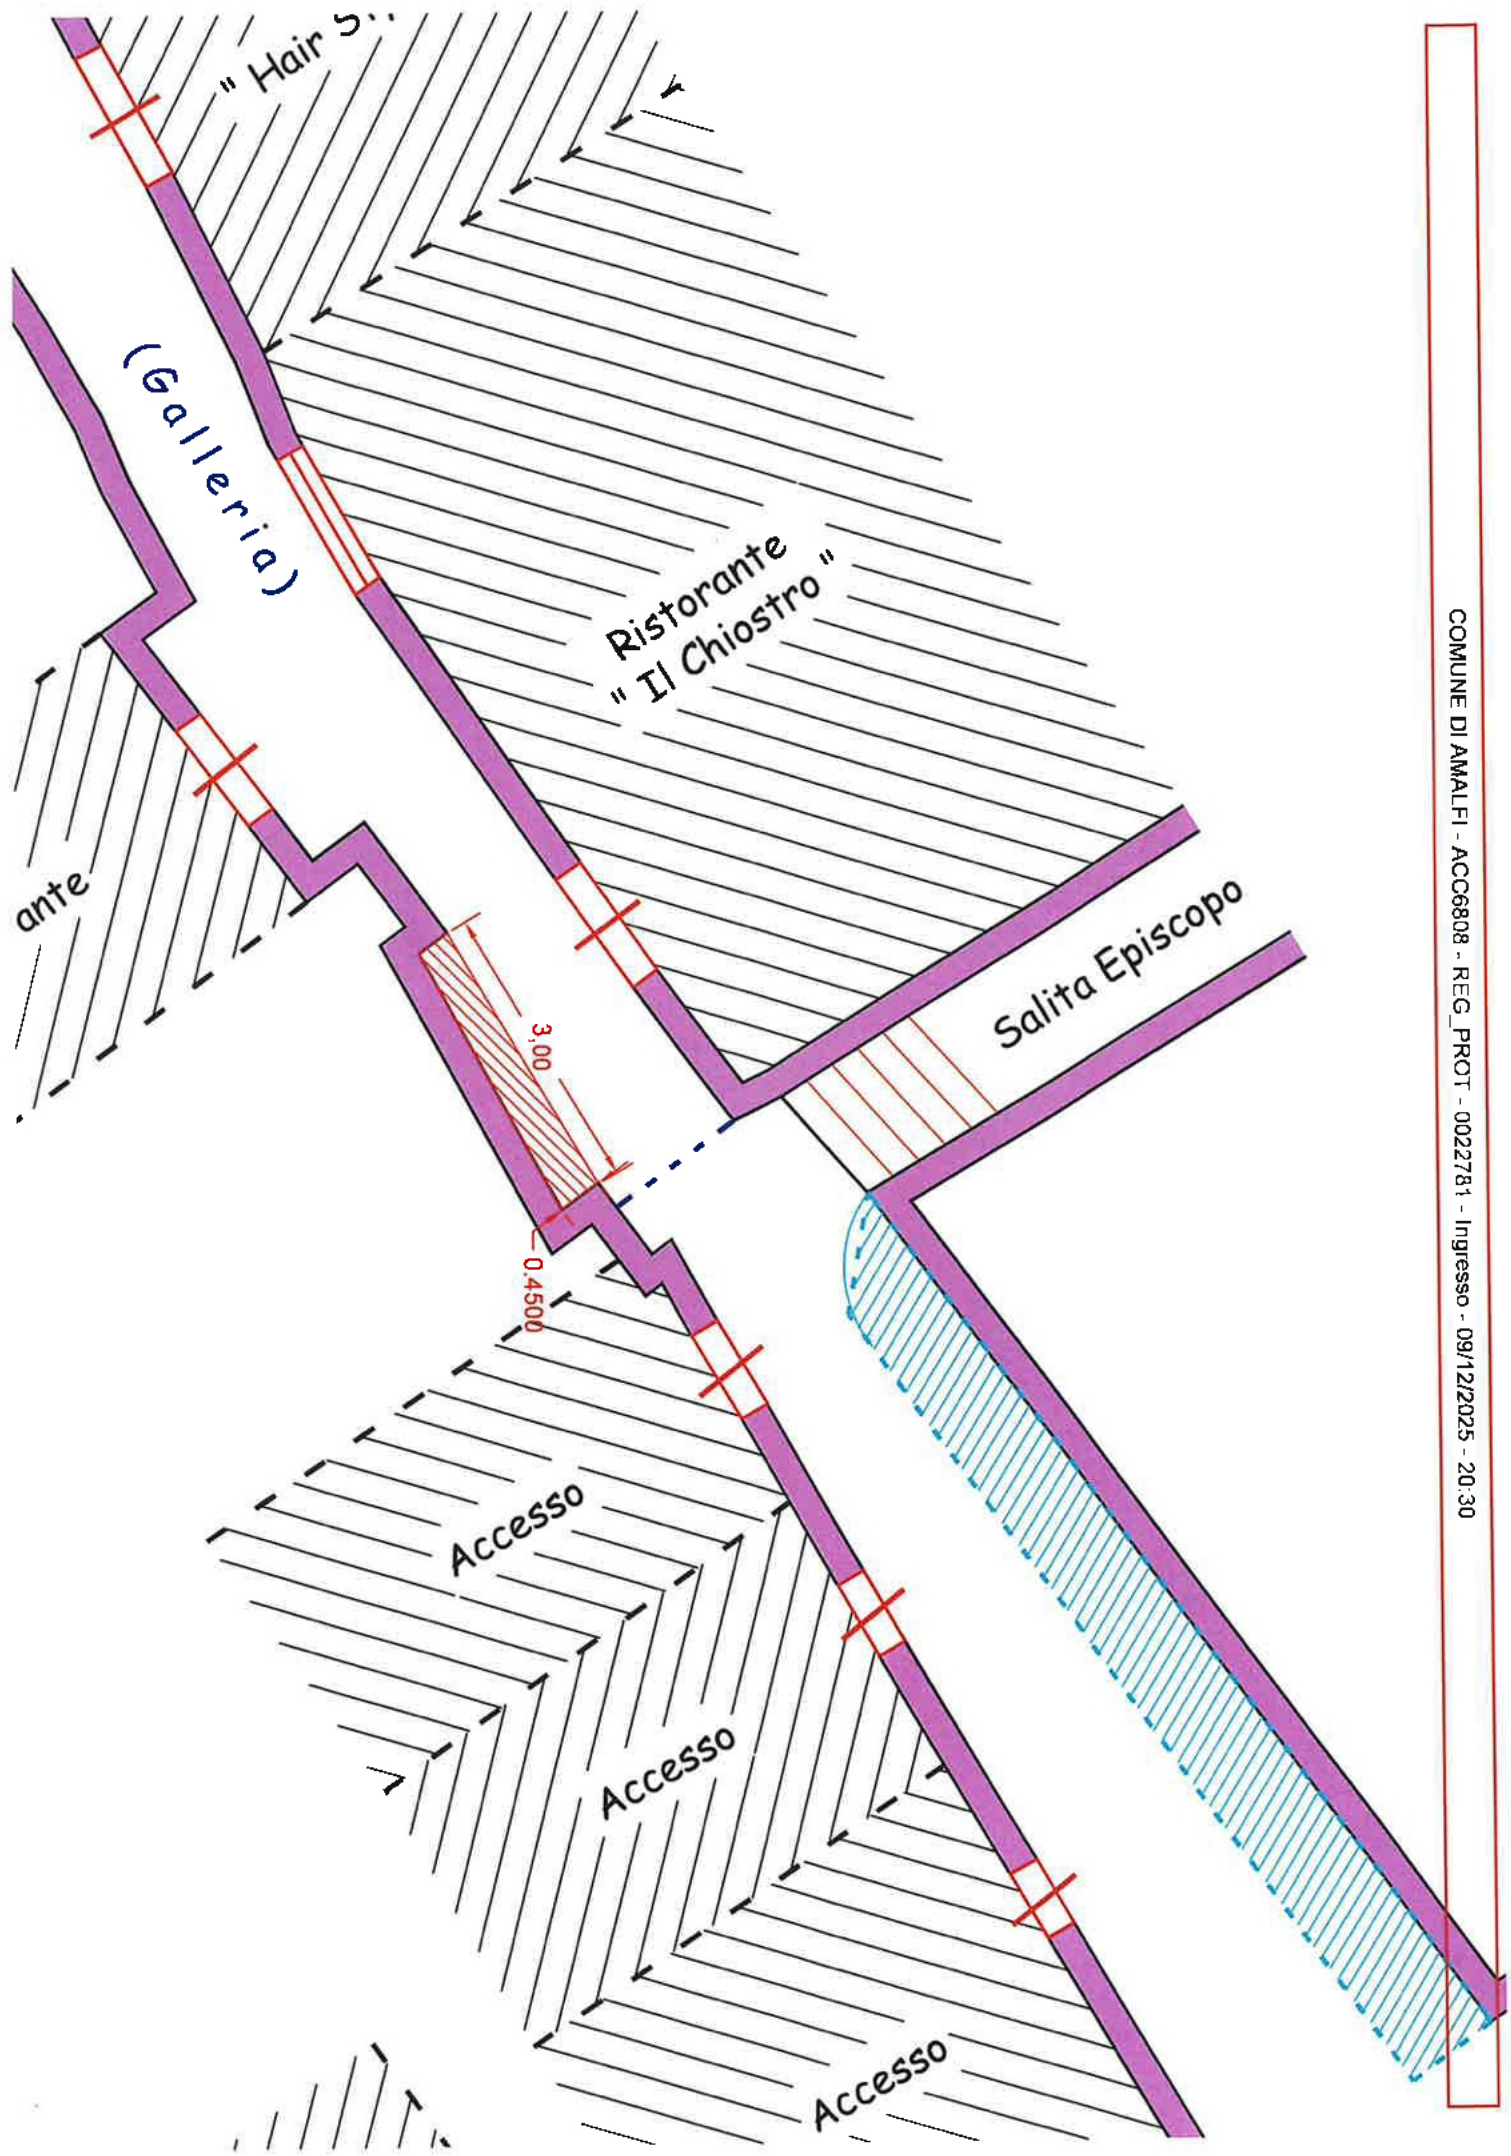 " Hair
(Galleria)
Ristorante
" Il Chiostro "
Salita Episcopo
ante
3,00
0.4500
Accesso
Accesso
Accesso
COMUNE DI AMALFI - ACC6808 - REG_PROT - 0022781 - Ingresso - 09/12/2025 - 20:30